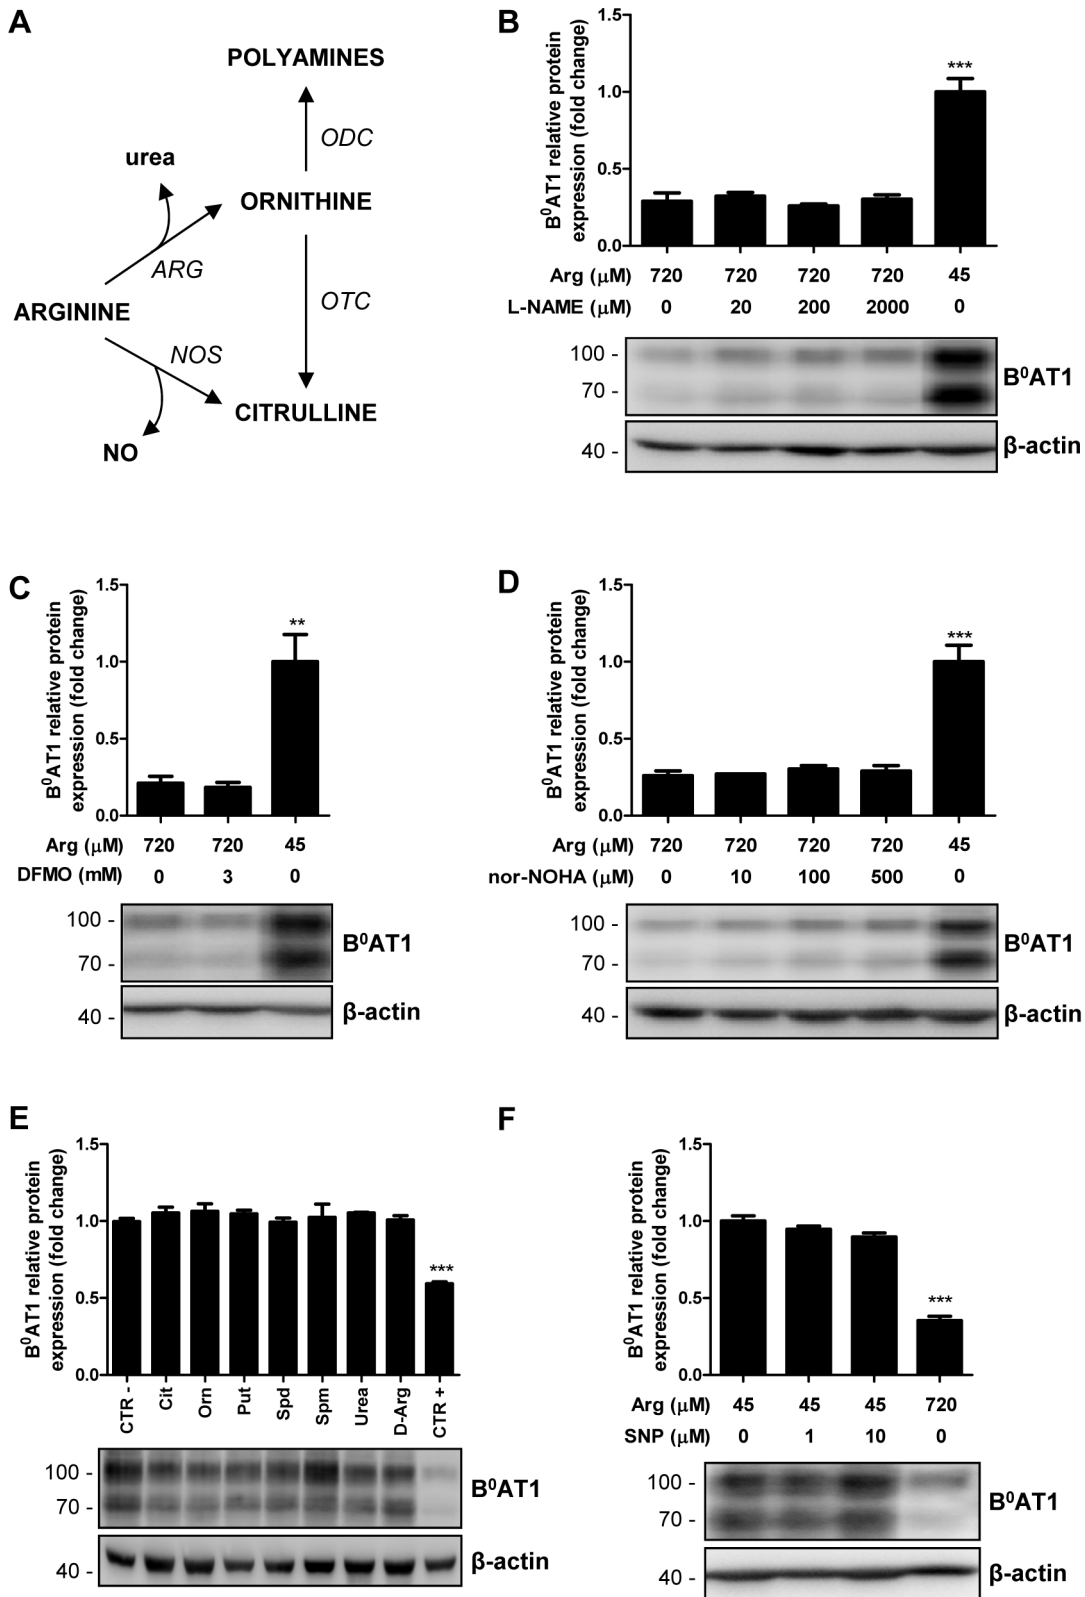 A
POLYAMINES
ODC
urea
ORNITHINE
ARG
ARGININE
OTC
NOS
CITRULLINE
NO
B
B⁰AT1 relative protein
expression (fold change)
1.5
1.0
0.5
0.0
***
Arg (µM) 720 720 720 720 45
L-NAME (µM) 0 20 200 2000 0
100 -
70 -
B⁰AT1
40 -
β-actin
C
B⁰AT1 relative protein
expression (fold change)
1.5
1.0
0.5
0.0
**
Arg (µM) 720 720 45
DFMO (mM) 0 3 0
100 -
70 -
B⁰AT1
40 -
β-actin
D
B⁰AT1 relative protein
expression (fold change)
1.5
1.0
0.5
0.0
***
Arg (µM) 720 720 720 720 45
nor-NOHA (µM) 0 10 100 500 0
100 -
70 -
B⁰AT1
40 -
β-actin
E
B⁰AT1 relative protein
expression (fold change)
1.5
1.0
0.5
0.0
***
CTR - Cit Orn Put Spd Spm Urea D-Arg CTR +
100 -
70 -
B⁰AT1
40 -
β-actin
F
B⁰AT1 relative protein
expression (fold change)
1.5
1.0
0.5
0.0
***
Arg (µM) 45 45 45 720
SNP (µM) 0 1 10 0
100 -
70 -
B⁰AT1
40 -
β-actin